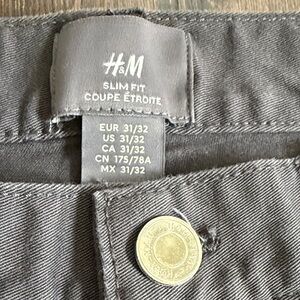 H&M
SLIM FIT
COUPE ÉTROITE
EUR 31/32
US 31/32
CA 31/32
CN 175/78A
MX 31/32